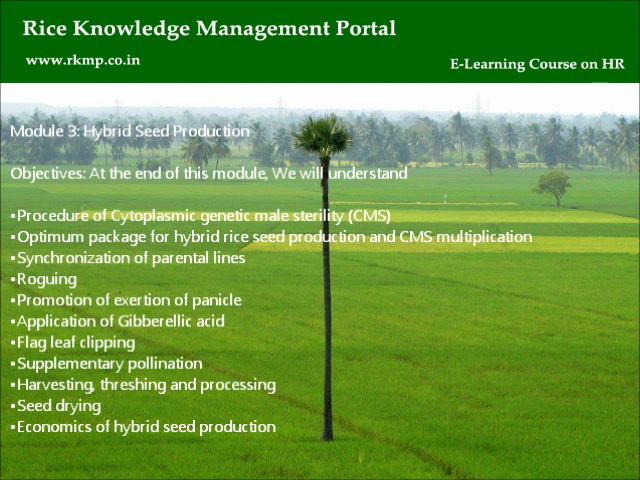 Rice Knowledge Management Portal
www.rkmp.co.in
E-Learning Course on HR
Module 3: Hybrid Seed Production
Objectives: At the end of this module, We will understand
•Procedure of Cytoplasmic genetic male sterility (CMS)
•Optimum package for hybrid rice seed production and CMS multiplication
•Synchronization of parental lines
•Roguing
•Promotion of exertion of panicle
•Application of Gibberellic acid
•Flag leaf clipping
•Supplementary pollination
•Harvesting, threshing and processing
•Seed drying
•Economics of hybrid seed production